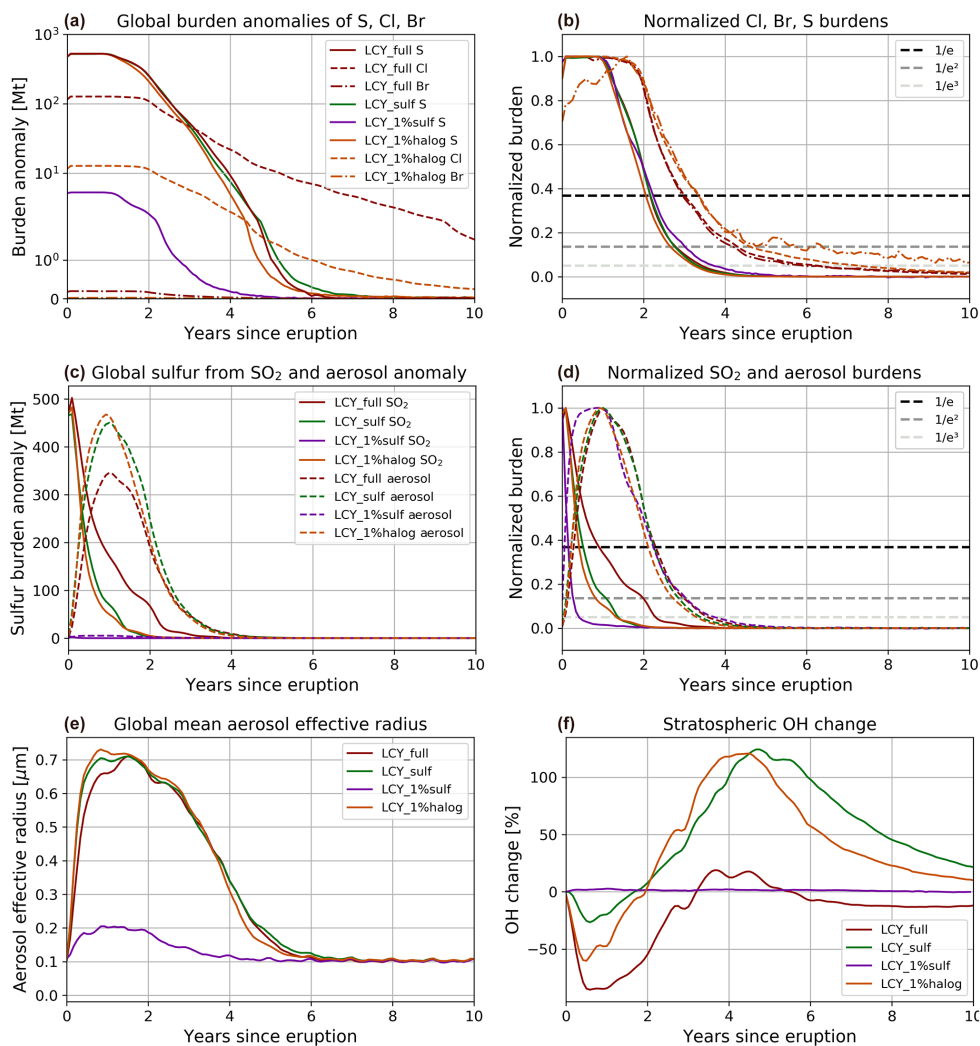 (a) Global burden anomalies of S, Cl, Br
Burden anomaly [Mt]
10³
10²
10¹
10⁰
0
LCY_full S
LCY_full Cl
LCY_full Br
LCY_sulf S
LCY_1%sulf S
LCY_1%halog S
LCY_1%halog Cl
LCY_1%halog Br
0 2 4 6 8 10
Years since eruption
(b) Normalized Cl, Br, S burdens
Normalized burden
1.0
0.8
0.6
0.4
0.2
0.0
1/e
1/e²
1/e³
0 2 4 6 8 10
Years since eruption
(c) Global sulfur from SO₂ and aerosol anomaly
Sulfur burden anomaly [Mt]
500
400
300
200
100
0
LCY_full SO₂
LCY_sulf SO₂
LCY_1%sulf SO₂
LCY_1%halog SO₂
LCY_full aerosol
LCY_sulf aerosol
LCY_1%sulf aerosol
LCY_1%halog aerosol
0 2 4 6 8 10
Years since eruption
(d) Normalized SO₂ and aerosol burdens
Normalized burden
1.0
0.8
0.6
0.4
0.2
0.0
1/e
1/e²
1/e³
0 2 4 6 8 10
Years since eruption
(e) Global mean aerosol effective radius
Aerosol effective radius [μm]
0.7
0.6
0.5
0.4
0.3
0.2
0.1
0.0
LCY_full
LCY_sulf
LCY_1%sulf
LCY_1%halog
0 2 4 6 8 10
Years since eruption
(f) Stratospheric OH change
OH change [%]
100
50
0
−50
LCY_full
LCY_sulf
LCY_1%sulf
LCY_1%halog
0 2 4 6 8 10
Years since eruption